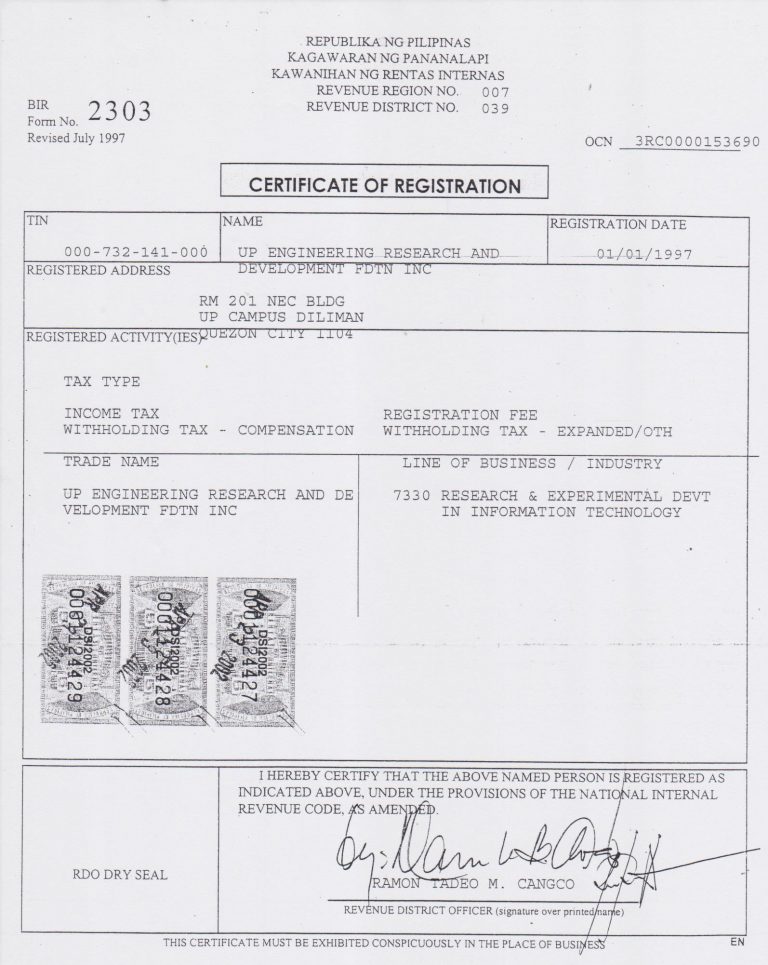 REPUBLIKA NG PILIPINAS
KAGAWARAN NG PANANALAPI
KAWANIHAN NG RENTAS INTERNAS
REVENUE REGION NO. 007
REVENUE DISTRICT NO. 039
BIR
Form No. 2303
Revised July 1997
OCN 3RC0000153690
CERTIFICATE OF REGISTRATION
TIN NAME REGISTRATION DATE
000-732-141-000 UP ENGINEERING RESEARCH AND 01/01/1997
REGISTERED ADDRESS DEVELOPMENT FDTN INC
RM 201 NEC BLDG
UP CAMPUS DILIMAN
REGISTERED ACTIVITY(IES) QUEZON CITY 1104
TAX TYPE
INCOME TAX REGISTRATION FEE
WITHHOLDING TAX - COMPENSATION WITHHOLDING TAX - EXPANDED/OTH
TRADE NAME LINE OF BUSINESS / INDUSTRY
UP ENGINEERING RESEARCH AND DE 7330 RESEARCH & EXPERIMENTAL DEVT
VELOPMENT FDTN INC IN INFORMATION TECHNOLOGY
DSI2002
DSI2002
DSI2002
I HEREBY CERTIFY THAT THE ABOVE NAMED PERSON IS REGISTERED AS
INDICATED ABOVE, UNDER THE PROVISIONS OF THE NATIONAL INTERNAL
REVENUE CODE, AS AMENDED.
by:
RDO DRY SEAL
RAMON TADEO M. CANGCO
REVENUE DISTRICT OFFICER (signature over printed name)
THIS CERTIFICATE MUST BE EXHIBITED CONSPICUOUSLY IN THE PLACE OF BUSINESS EN